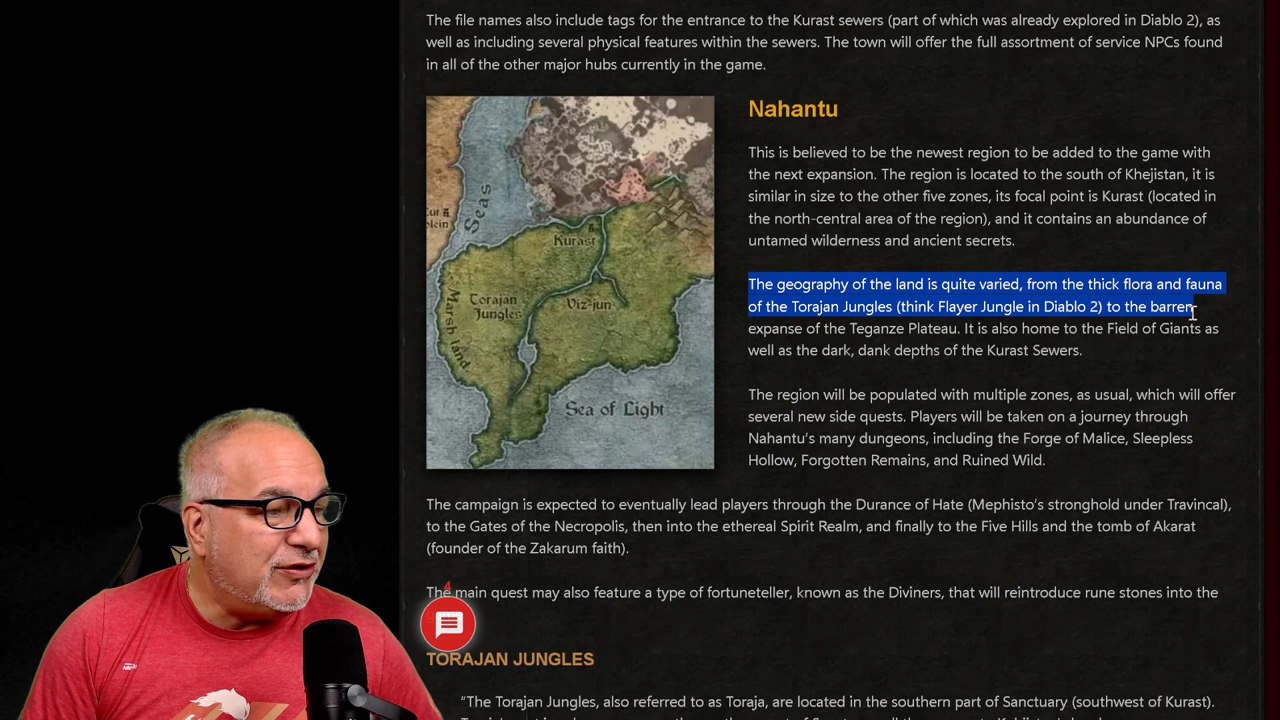 The file names also include tags for the entrance to the Kurast sewers (part of which was already explored in Diablo 2), as
well as including several physical features within the sewers. The town will offer the full assortment of service NPCs found
in all of the other major hubs currently in the game.
Seas
Kurast
Torajan
Jungles
Viz-jun
Marsh land
Sea of Light
Nahantu
This is believed to be the newest region to be added to the game with
the next expansion. The region is located to the south of Khejistan, it is
similar in size to the other five zones, its focal point is Kurast (located in
the north-central area of the region), and it contains an abundance of
untamed wilderness and ancient secrets.
The geography of the land is quite varied, from the thick flora and fauna
of the Torajan Jungles (think Flayer Jungle in Diablo 2) to the barren
expanse of the Teganze Plateau. It is also home to the Field of Giants as
well as the dark, dank depths of the Kurast Sewers.
The region will be populated with multiple zones, as usual, which will offer
several new side quests. Players will be taken on a journey through
Nahantu's many dungeons, including the Forge of Malice, Sleepless
Hollow, Forgotten Remains, and Ruined Wild.
The campaign is expected to eventually lead players through the Durance of Hate (Mephisto's stronghold under Travincal),
to the Gates of the Necropolis, then into the ethereal Spirit Realm, and finally to the Five Hills and the tomb of Akarat
(founder of the Zakarum faith).
The main quest may also feature a type of fortuneteller, known as the Diviners, that will reintroduce rune stones into the
4
TORAJAN JUNGLES
"The Torajan Jungles, also referred to as Toraja, are located in the southern part of Sanctuary (southwest of Kurast).